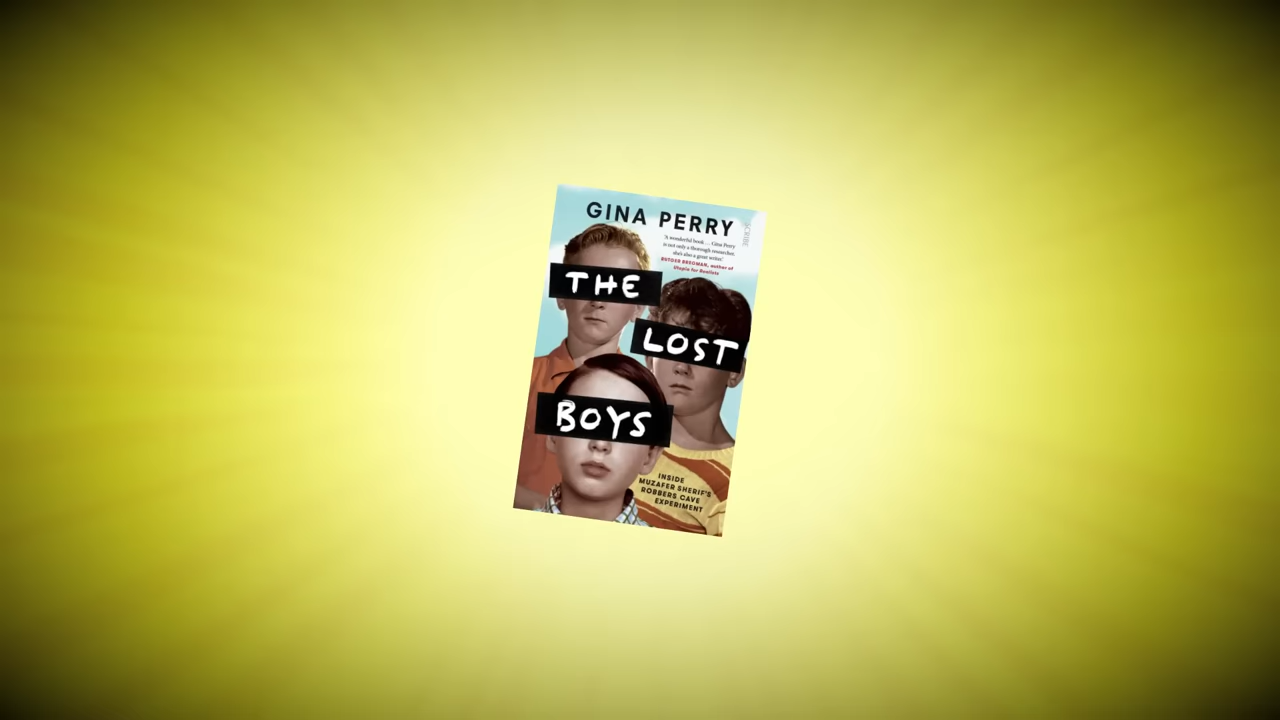 GINA PERRY
SCRIBE
'A wonderful book ... Gina Perry
is not only a thorough researcher,
she's also a great writer.'
RUTGER BREGMAN, author of
Utopia for Realists
THE
LOST
BOYS
INSIDE
MUZAFER SHERIF'S
ROBBERS CAVE
EXPERIMENT